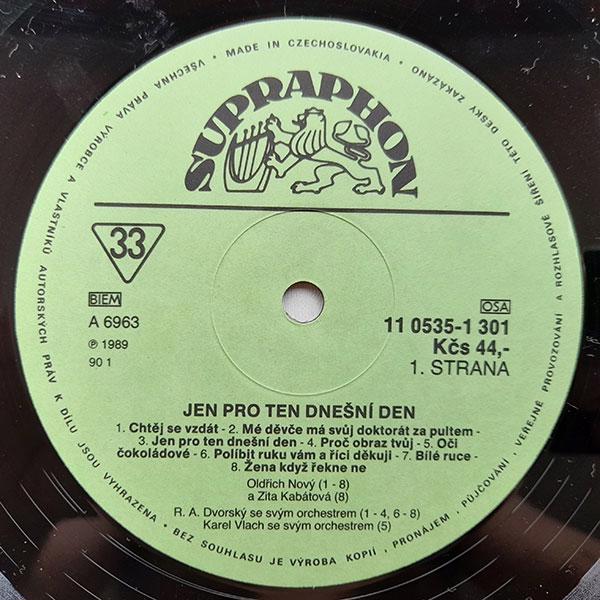 VŠECHNA PRÁVA VÝROBCE A VLASTNÍKŮ AUTORSKÝCH PRÁV K DÍLU JSOU VYHRAZENA • BEZ SOUHLASU JE VÝROBA KOPIÍ, PRONÁJEM, PŮJČOVÁNÍ, VEŘEJNÉ PROVOZOVÁNÍ A ROZHLASOVÉ ŠÍŘENÍ TÉTO DESKY ZAKÁZÁNO • MADE IN CZECHOSLOVAKIA •
SUPRAPHON
33
BIEM
A 6963
℗ 1989
90 1
OSA
11 0535-1 301
Kčs 44,-
1. STRANA
JEN PRO TEN DNEŠNÍ DEN
1. Chtěj se vzdát - 2. Mé děvče má svůj doktorát za pultem -
3. Jen pro ten dnešní den - 4. Proč obraz tvůj - 5. Oči
čokoládové - 6. Políbit ruku vám a říci děkuji - 7. Bílé ruce -
8. Žena když řekne ne
Oldřich Nový (1 - 8)
a Zita Kabátová (8)
R. A. Dvorský se svým orchestrem (1 - 4, 6 - 8)
Karel Vlach se svým orchestrem (5)